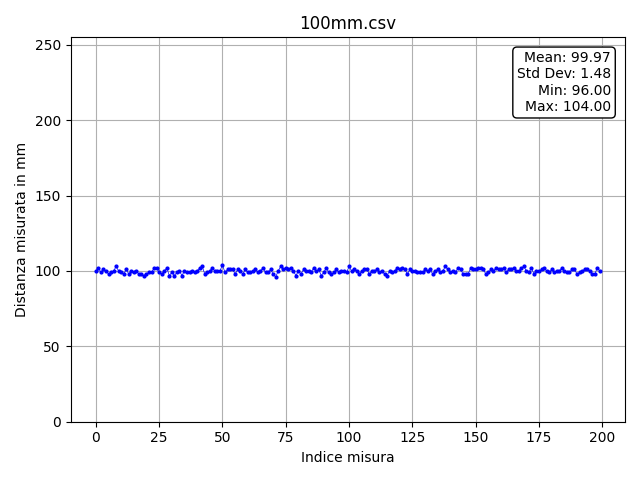 100mm.csv
Mean: 99.97
Std Dev: 1.48
Min: 96.00
Max: 104.00
Distanza misurata in mm
250
200
150
100
50
0
0 25 50 75 100 125 150 175 200
Indice misura